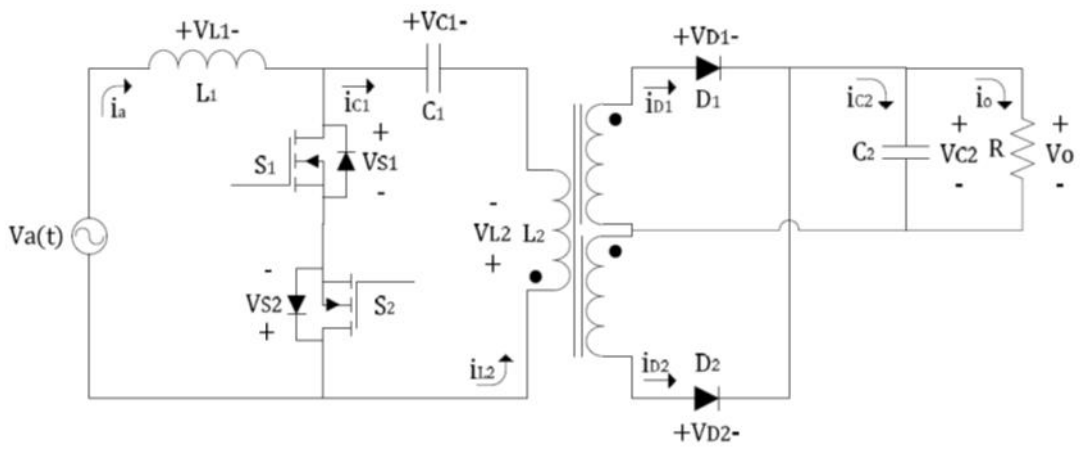 +VL1-
L1
ia
+VC1-
iC1
C1
S1
+
VS1
-
Va(t)
-
VS2
+
S2
-
VL2 L2
+
iL2
+VD1-
iD1 D1
iC2
C2
+
VC2
-
io
R
+
Vo
-
iD2 D2
+VD2-